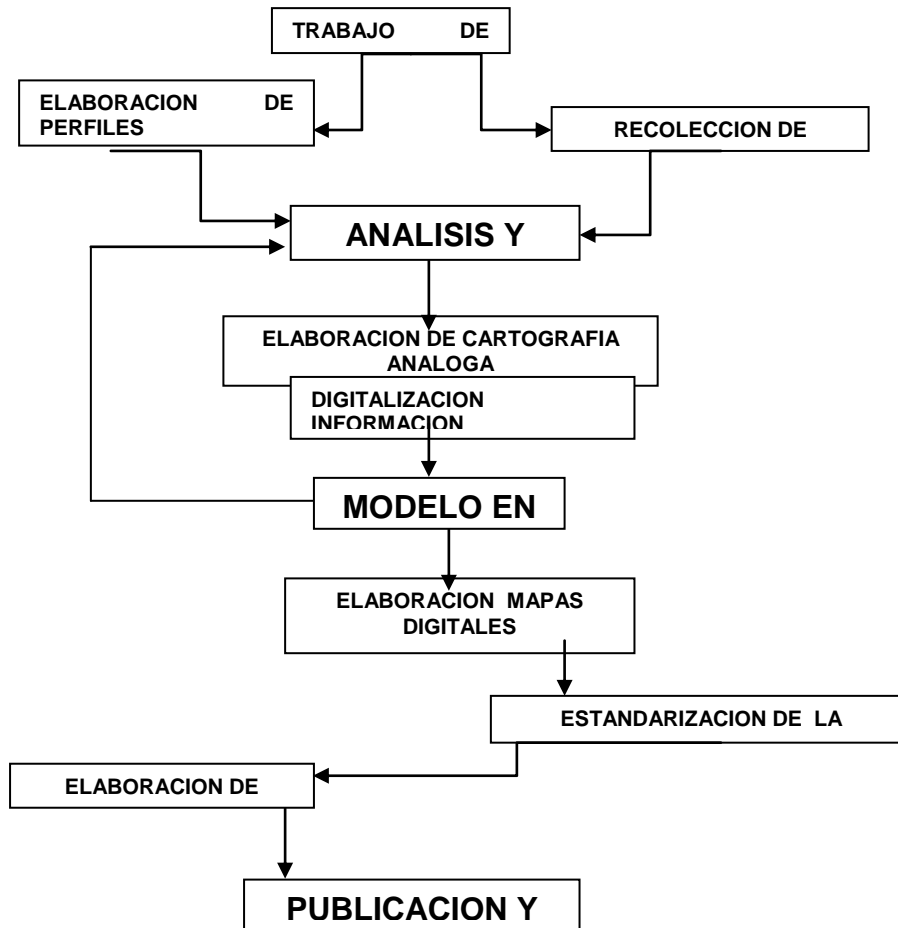 TRABAJO DE
ELABORACION DE
PERFILES
RECOLECCION DE
ANALISIS Y
ELABORACION DE CARTOGRAFIA
ANALOGA
DIGITALIZACION
INFORMACION
MODELO EN
ELABORACION MAPAS
DIGITALES
ESTANDARIZACION DE LA
ELABORACION DE
PUBLICACION Y